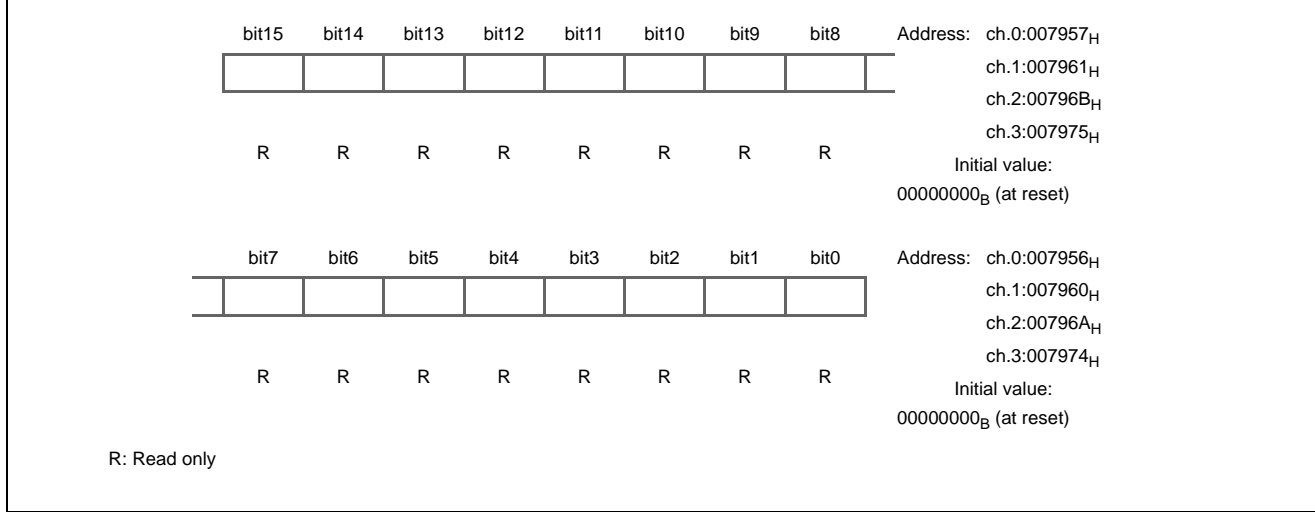 bit15 bit14 bit13 bit12 bit11 bit10 bit9 bit8 Address: ch.0:007957H
ch.1:007961H
ch.2:00796BH
ch.3:007975H
R R R R R R R R
Initial value:
00000000B (at reset)
bit7 bit6 bit5 bit4 bit3 bit2 bit1 bit0 Address: ch.0:007956H
ch.1:007960H
ch.2:00796AH
ch.3:007974H
R R R R R R R R
Initial value:
00000000B (at reset)
R: Read only